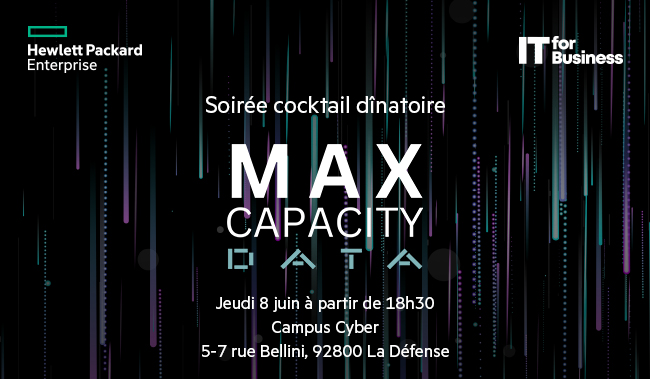 Hewlett Packard
Enterprise
IT for
Business
Soirée cocktail dînatoire
MAX
CAPACITY
DATA
Jeudi 8 juin à partir de 18h30
Campus Cyber
5-7 rue Bellini, 92800 La Défense